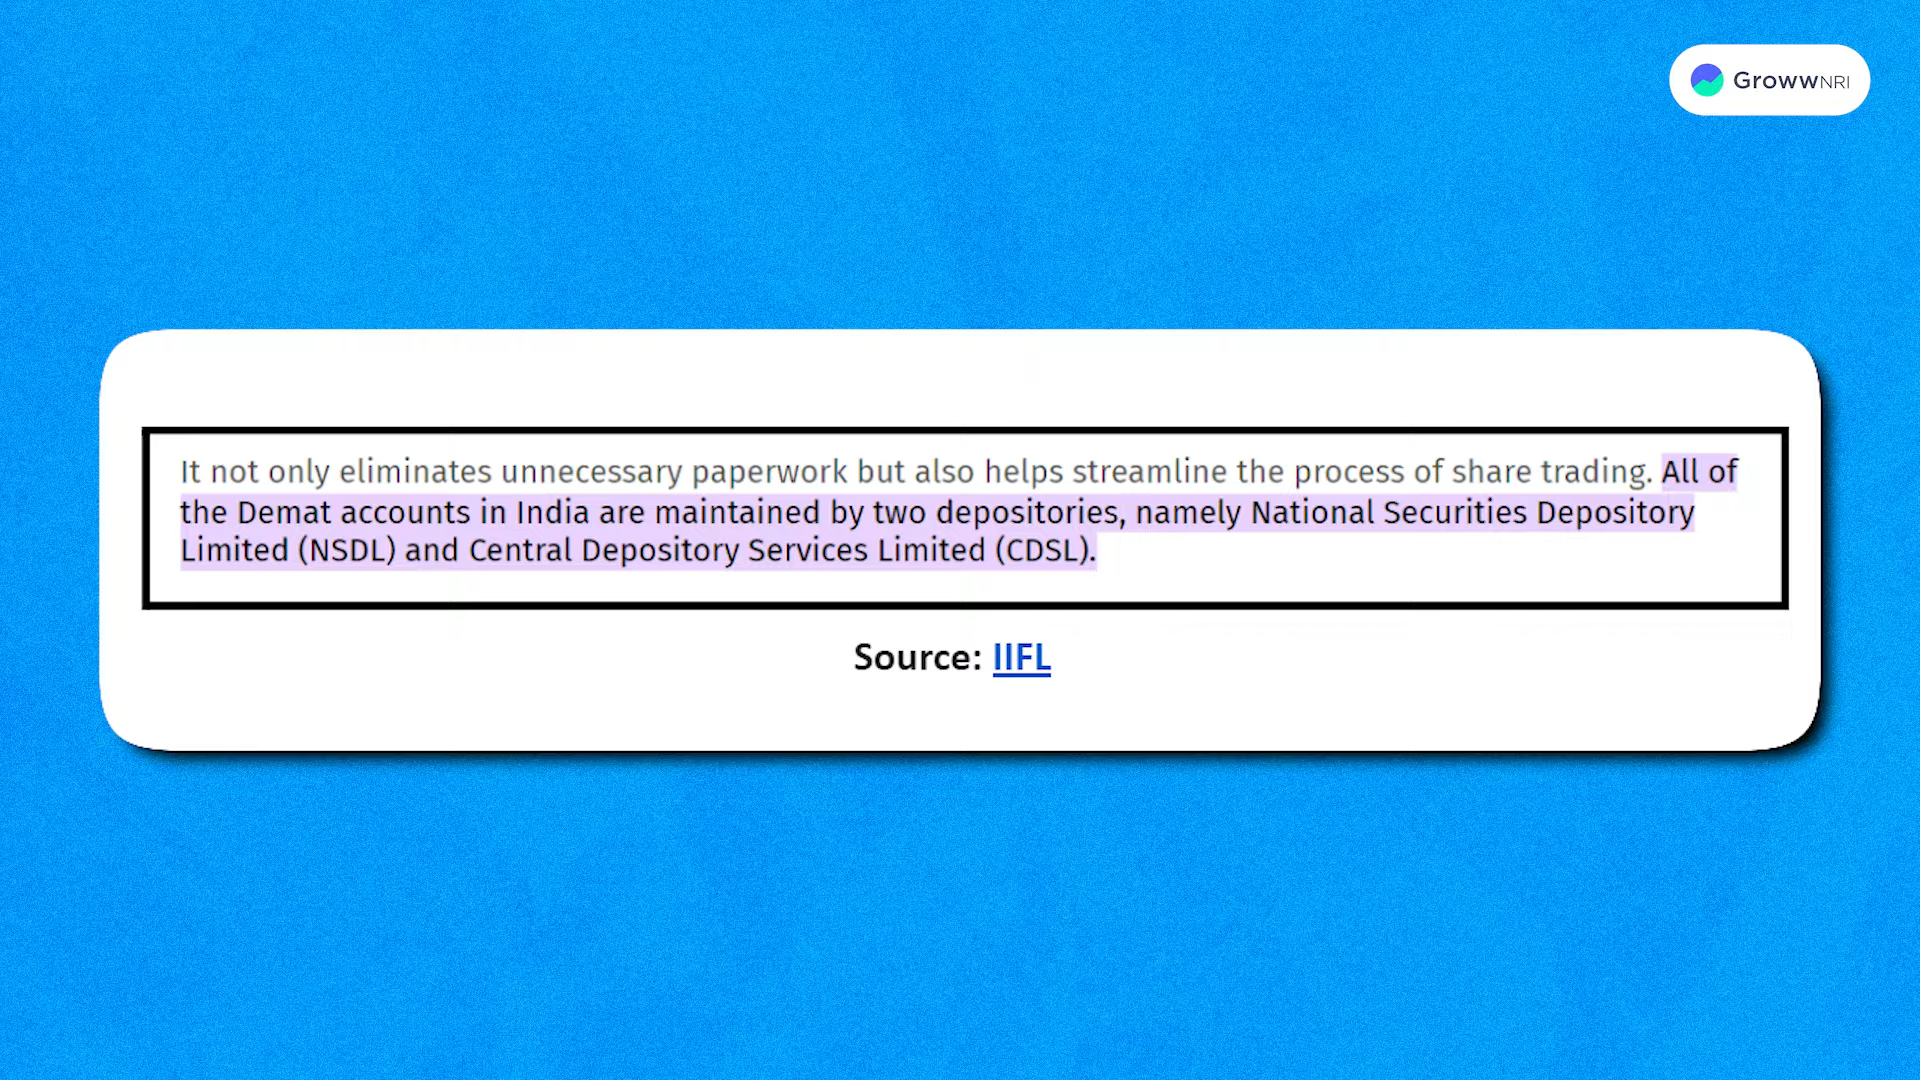 GrowwNRI
It not only eliminates unnecessary paperwork but also helps streamline the process of share trading. All of
the Demat accounts in India are maintained by two depositories, namely National Securities Depository
Limited (NSDL) and Central Depository Services Limited (CDSL).
Source: IIFL